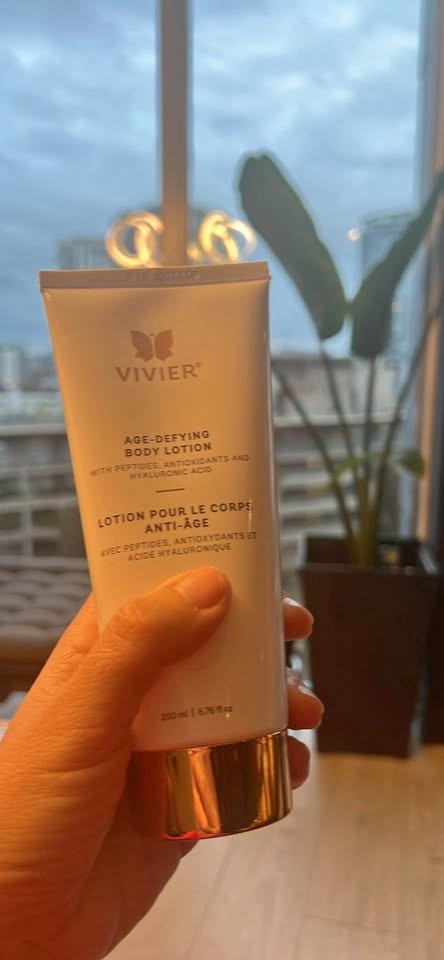 VIVIER®
AGE-DEFYING
BODY LOTION
WITH PEPTIDES, ANTIOXIDANTS AND
HYALURONIC ACID
LOTION POUR LE CORPS
ANTI-ÂGE
AVEC PEPTIDES, ANTIOXYDANTS ET
ACIDE HYALURONIQUE
200 ml | 6.76 fl oz